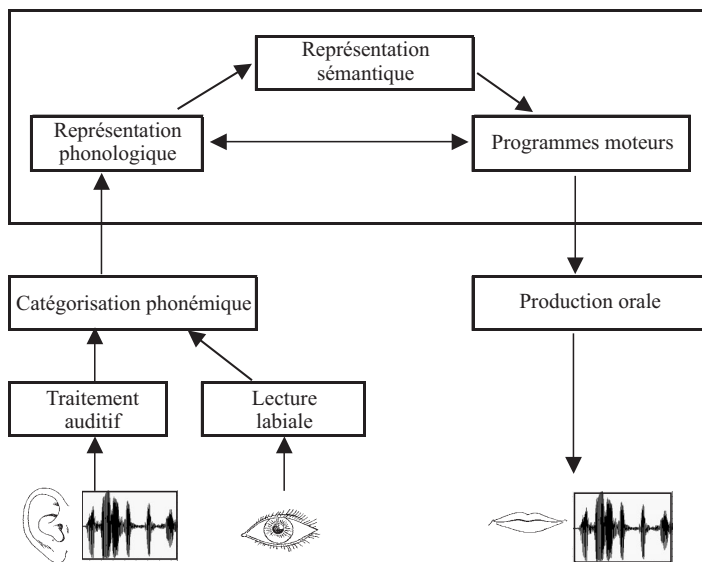 Représentation
sémantique
Représentation
phonologique
Programmes moteurs
Catégorisation phonémique
Production orale
Traitement
auditif
Lecture
labiale